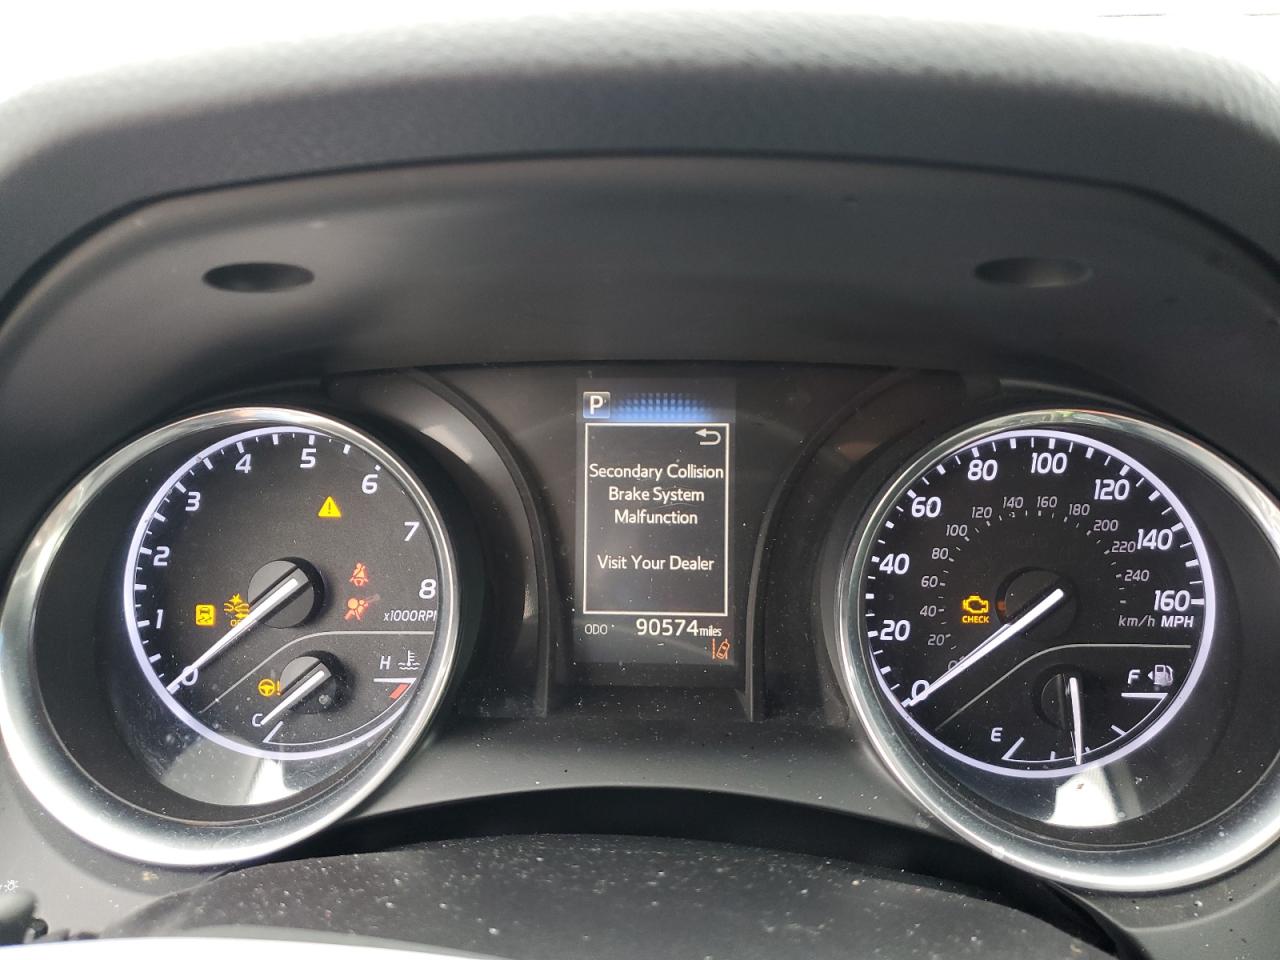 P
Secondary Collision
Brake System
Malfunction
Visit Your Dealer
ODO 90574 miles
0
1
2
3
4
5
6
7
8
x1000RP
H
C
0
20
40
60
80
100
120
140
160
20
40
60
80
100
120
140
160
180
200
220
240
km/h MPH
CHECK
F
E